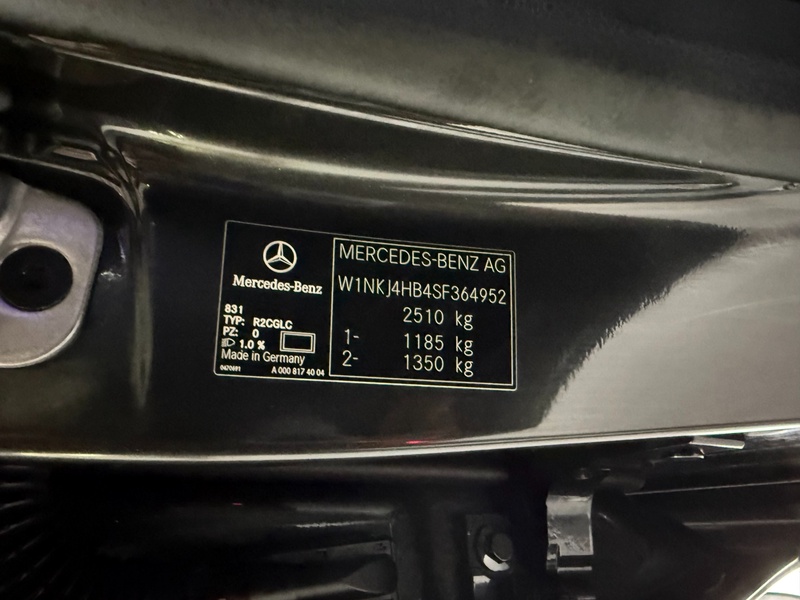 Mercedes-Benz
831
TYP: R2CGLC
PZ: 0
1.0 %
Made in Germany
0470691 A 000 817 40 04
MERCEDES-BENZ AG
W1NKJ4HB4SF364952
2510 kg
1- 1185 kg
2- 1350 kg